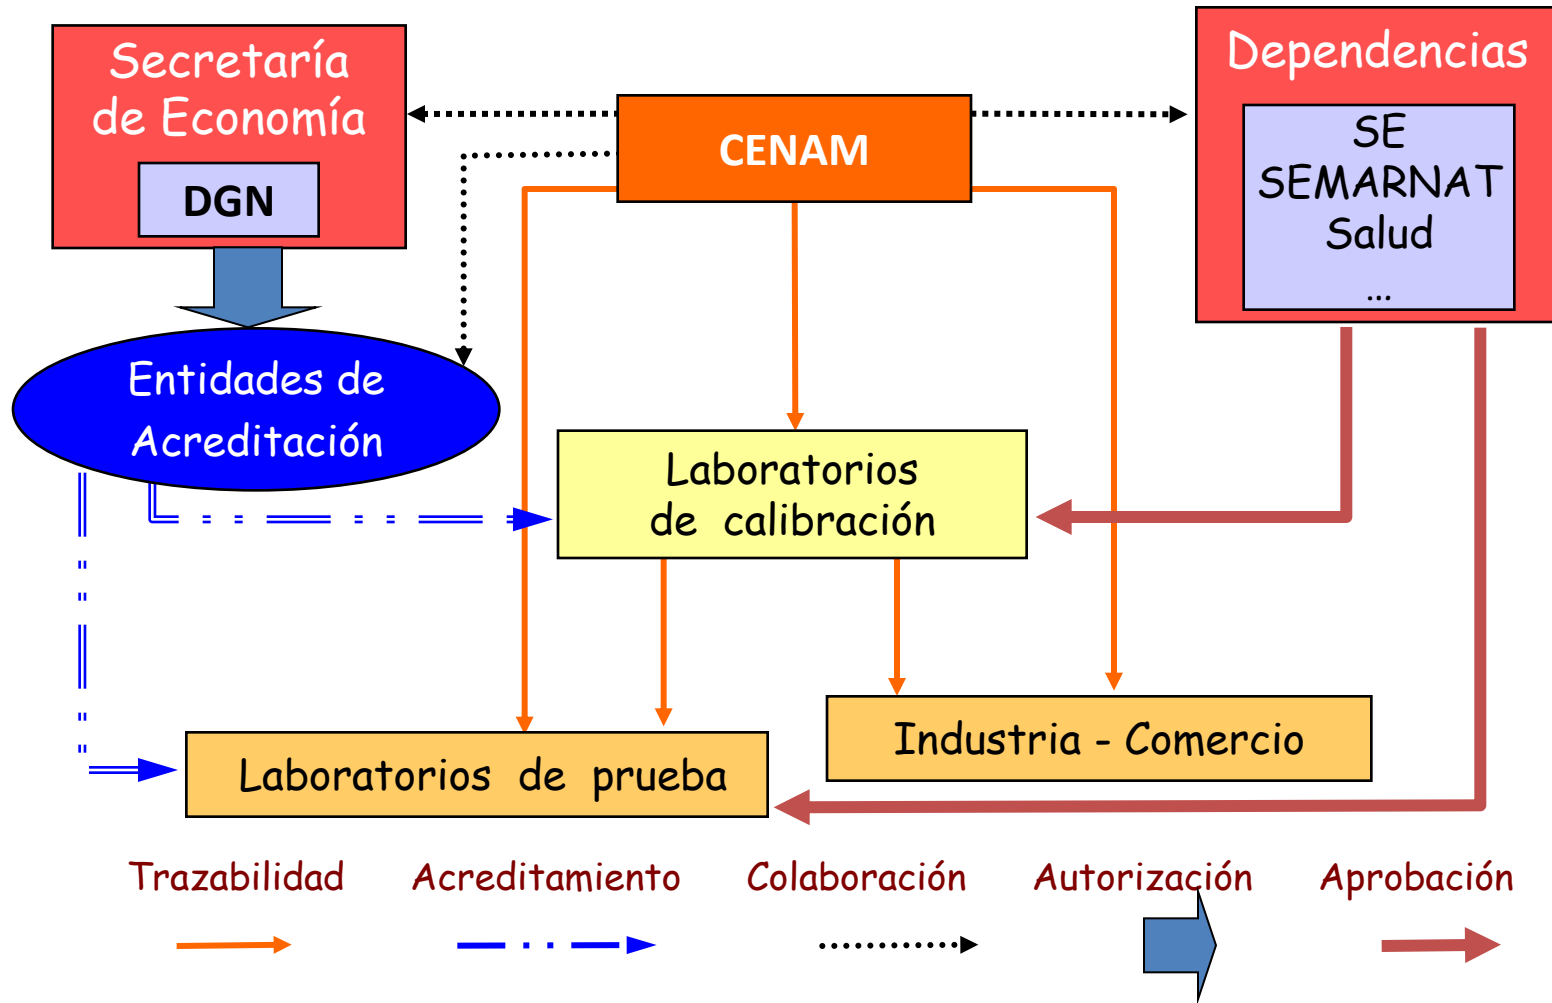 Secretaría
de Economía
DGN
CENAM
Dependencias
SE
SEMARNAT
Salud
...
Entidades de
Acreditación
Laboratorios
de calibración
Industria - Comercio
Laboratorios de prueba
Trazabilidad
Acreditamiento
Colaboración
Autorización
Aprobación